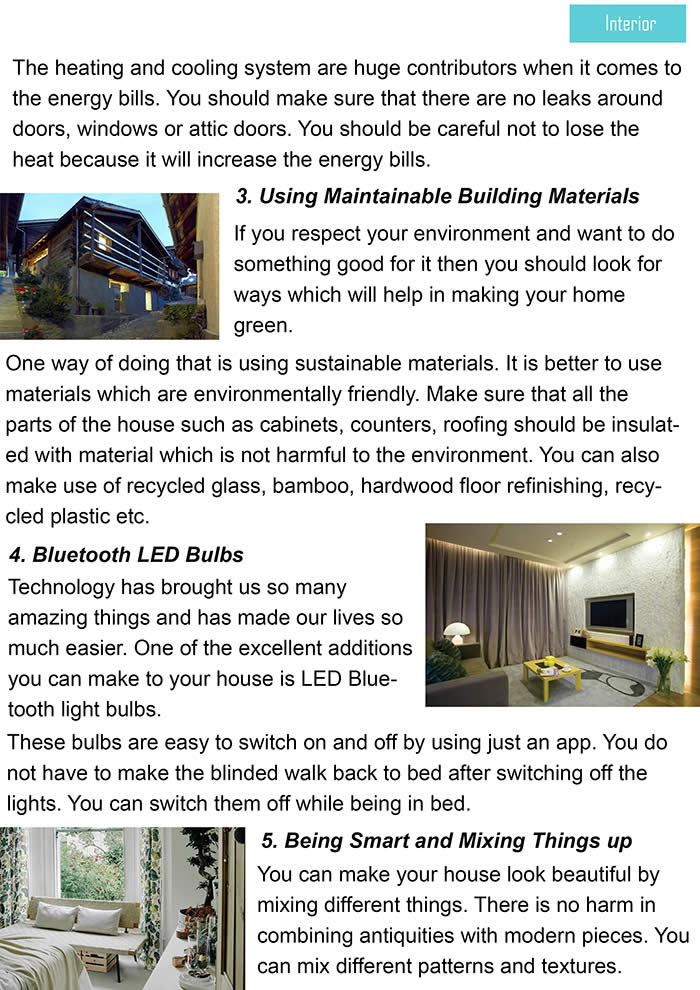 Interior
The heating and cooling system are huge contributors when it comes to
the energy bills. You should make sure that there are no leaks around
doors, windows or attic doors. You should be careful not to lose the
heat because it will increase the energy bills.
3. Using Maintainable Building Materials
If you respect your environment and want to do
something good for it then you should look for
ways which will help in making your home
green.
One way of doing that is using sustainable materials. It is better to use
materials which are environmentally friendly. Make sure that all the
parts of the house such as cabinets, counters, roofing should be insulat-
ed with material which is not harmful to the environment. You can also
make use of recycled glass, bamboo, hardwood floor refinishing, recy-
cled plastic etc.
4. Bluetooth LED Bulbs
Technology has brought us so many
amazing things and has made our lives so
much easier. One of the excellent additions
you can make to your house is LED Blue-
tooth light bulbs.
These bulbs are easy to switch on and off by using just an app. You do
not have to make the blinded walk back to bed after switching off the
lights. You can switch them off while being in bed.
5. Being Smart and Mixing Things up
You can make your house look beautiful by
mixing different things. There is no harm in
combining antiquities with modern pieces. You
can mix different patterns and textures.